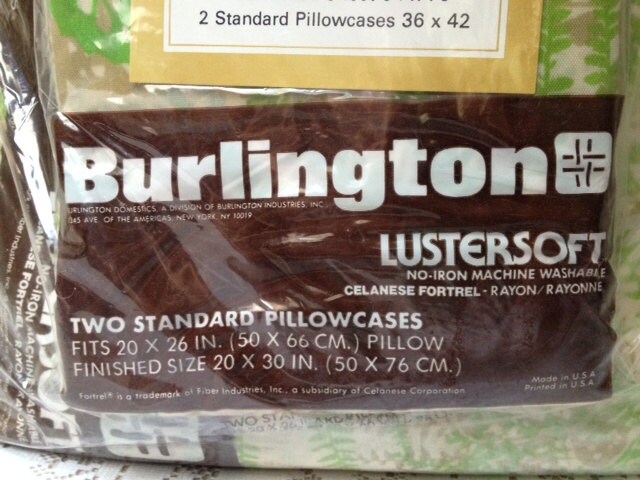 2 Standard Pillowcases 36 x 42
Burlington
BURLINGTON DOMESTICS, A DIVISION OF BURLINGTON INDUSTRIES, INC.
1345 AVE. OF THE AMERICAS, NEW YORK, NY 10019
LUSTERSOFT
NO-IRON MACHINE WASHABLE
CELANESE FORTREL - RAYON/RAYONNE
TWO STANDARD PILLOWCASES
FITS 20 X 26 IN. (50 X 66 CM.) PILLOW
FINISHED SIZE 20 X 30 IN. (50 X 76 CM.)
Made in U.S.A.
Printed in U.S.A.
Fortrel® is a trademark of Fiber Industries, Inc., a subsidiary of Celanese Corporation